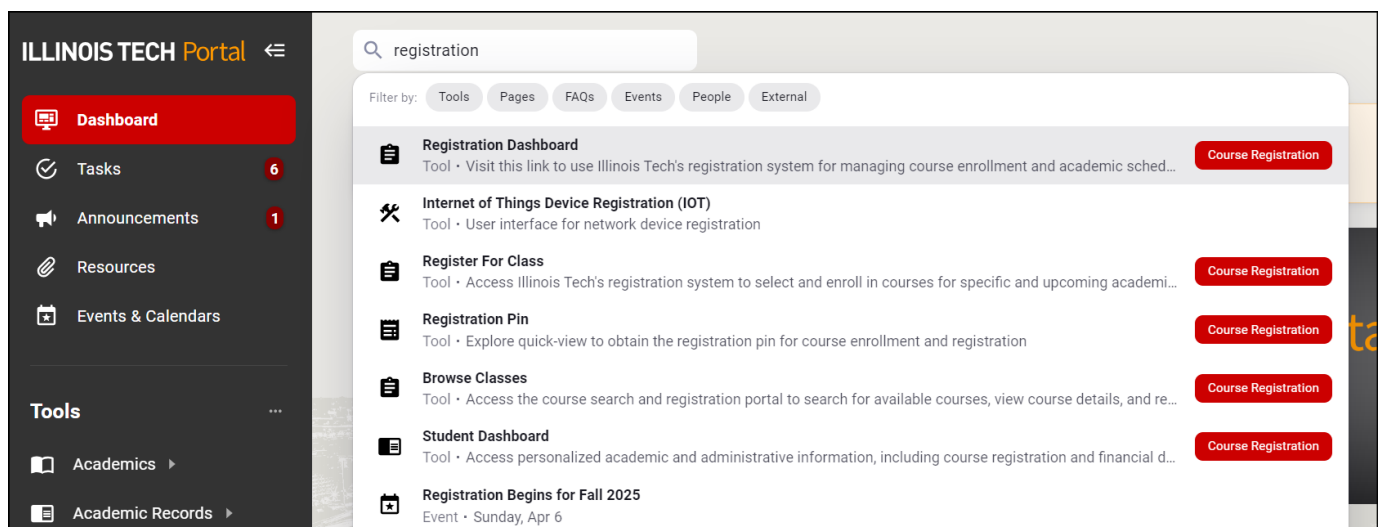 ILLINOIS TECH Portal
Dashboard
Tasks
6
Announcements
1
Resources
Events & Calendars
Tools
...
Academics
Academic Records
registration
Filter by:
Tools
Pages
FAQs
Events
People
External
Registration Dashboard
Tool • Visit this link to use Illinois Tech's registration system for managing course enrollment and academic sched...
Course Registration
Internet of Things Device Registration (IOT)
Tool • User interface for network device registration
Register For Class
Tool • Access Illinois Tech's registration system to select and enroll in courses for specific and upcoming academi...
Course Registration
Registration Pin
Tool • Explore quick-view to obtain the registration pin for course enrollment and registration
Course Registration
Browse Classes
Tool • Access the course search and registration portal to search for available courses, view course details, and re...
Course Registration
Student Dashboard
Tool • Access personalized academic and administrative information, including course registration and financial d...
Course Registration
Registration Begins for Fall 2025
Event • Sunday, Apr 6